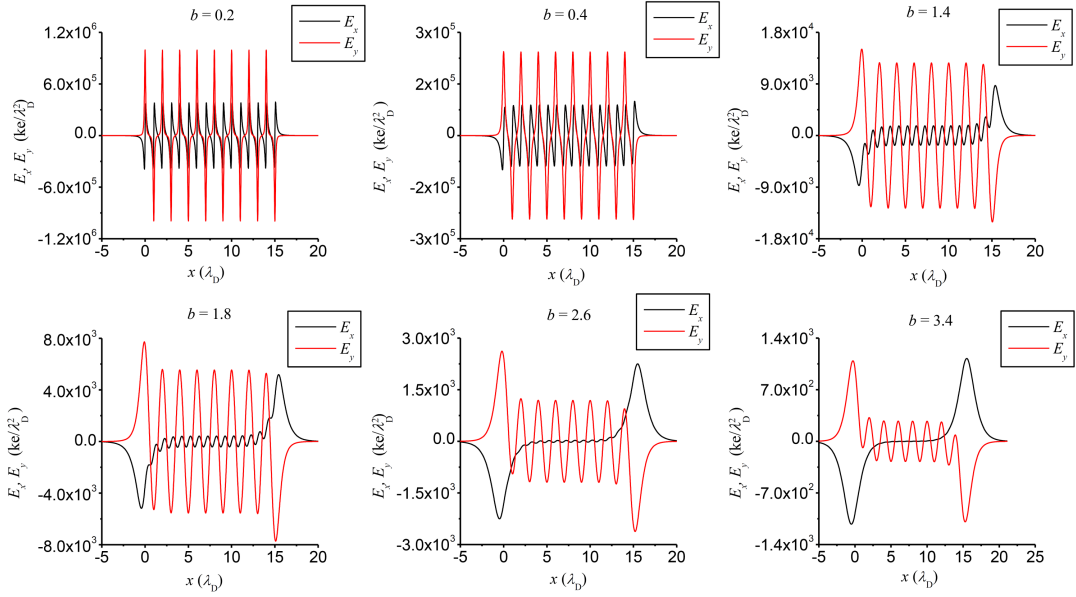 b = 0.2
E_x
E_y
1.2x10^6
6.0x10^5
0.0
-6.0x10^5
-1.2x10^6
E_x, E_y (ke/λ_D^2)
-5 0 5 10 15 20
x (λ_D)
b = 0.4
E_x
E_y
3x10^5
2x10^5
0.0
-2x10^5
-3x10^5
E_x, E_y (ke/λ_D^2)
-5 0 5 10 15 20
x (λ_D)
b = 1.4
E_x
E_y
1.8x10^4
9.0x10^3
0.0
-9.0x10^3
-1.8x10^4
E_x, E_y (ke/λ_D^2)
-5 0 5 10 15 20
x (λ_D)
b = 1.8
E_x
E_y
8.0x10^3
4.0x10^3
0.0
-4.0x10^3
-8.0x10^3
E_x, E_y (ke/λ_D^2)
-5 0 5 10 15 20
x (λ_D)
b = 2.6
E_x
E_y
3.0x10^3
1.5x10^3
0.0
-1.5x10^3
-3.0x10^3
E_x, E_y (ke/λ_D^2)
-5 0 5 10 15 20
x (λ_D)
b = 3.4
E_x
E_y
1.4x10^3
7.0x10^2
0.0
-7.0x10^2
-1.4x10^3
E_x, E_y (ke/λ_D^2)
-5 0 5 10 15 20 25
x (λ_D)